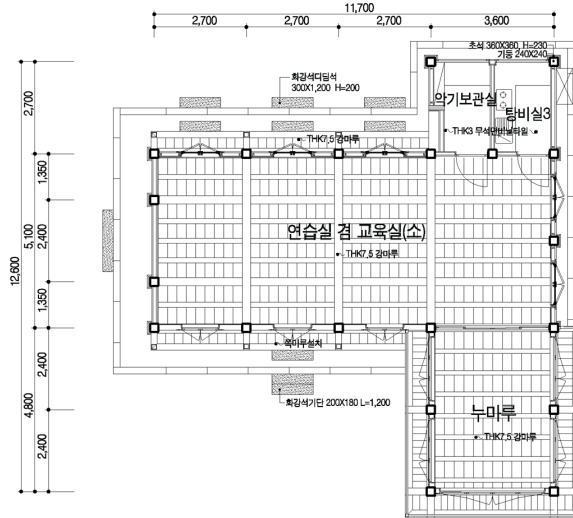 11,700
2,700
2,700
2,700
3,600
초석 360X360, H=230
기둥 240X240
화강석디딤석
300X1,200 H=200
악기보관실
탕비실3
THK3 무석면비닐타일
THK7.5 강마루
연습실 겸 교육실(소)
THK7.5 강마루
쪽마루설치
화강석기단 200X180 L=1,200
누마루
THK7.5 강마루
12,600
2,700
5,100
1,350
2,400
1,350
4,800
2,400
2,400